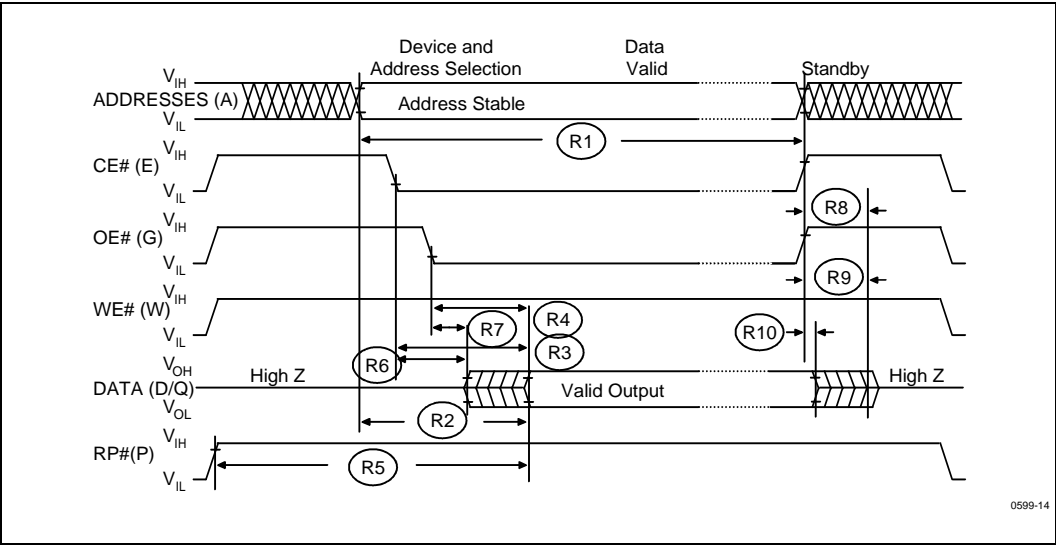 Device and Address Selection
Data Valid
Standby
V_IH
ADDRESSES (A)
V_IL
Address Stable
R1
V_IH
CE# (E)
V_IL
R8
V_IH
OE# (G)
V_IL
R9
V_IH
WE# (W)
V_IL
R7
R4
R10
R6
R3
V_OH
DATA (D/Q)
V_OL
High Z
Valid Output
High Z
R2
V_IH
RP#(P)
V_IL
R5
0599-14